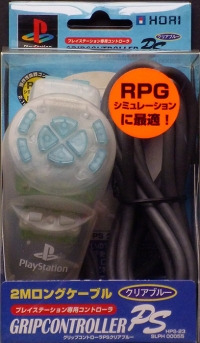 HORI
PlayStation
プレイステーション専用コントローラ
GRIPCONTROLLER PS
RPG
シミュレーション
に最適！
PlayStation
2Mロングケーブル
クリアブルー
プレイステーション専用コントローラ
GRIPCONTROLLER PS
HPS-23
SLPH 00055
グリップコントローラPSクリアブルー